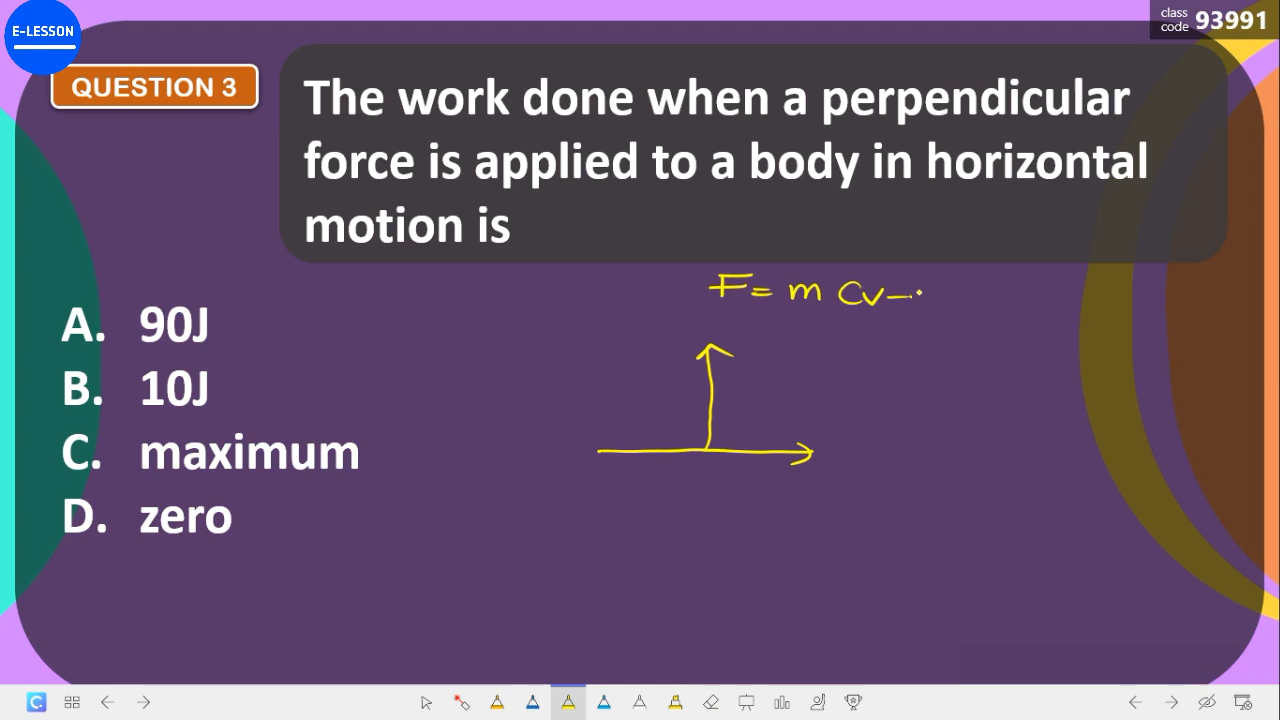 E-LESSON
class code 93991
QUESTION 3
The work done when a perpendicular
force is applied to a body in horizontal
motion is
F = m (v-
A. 90J
B. 10J
C. maximum
D. zero